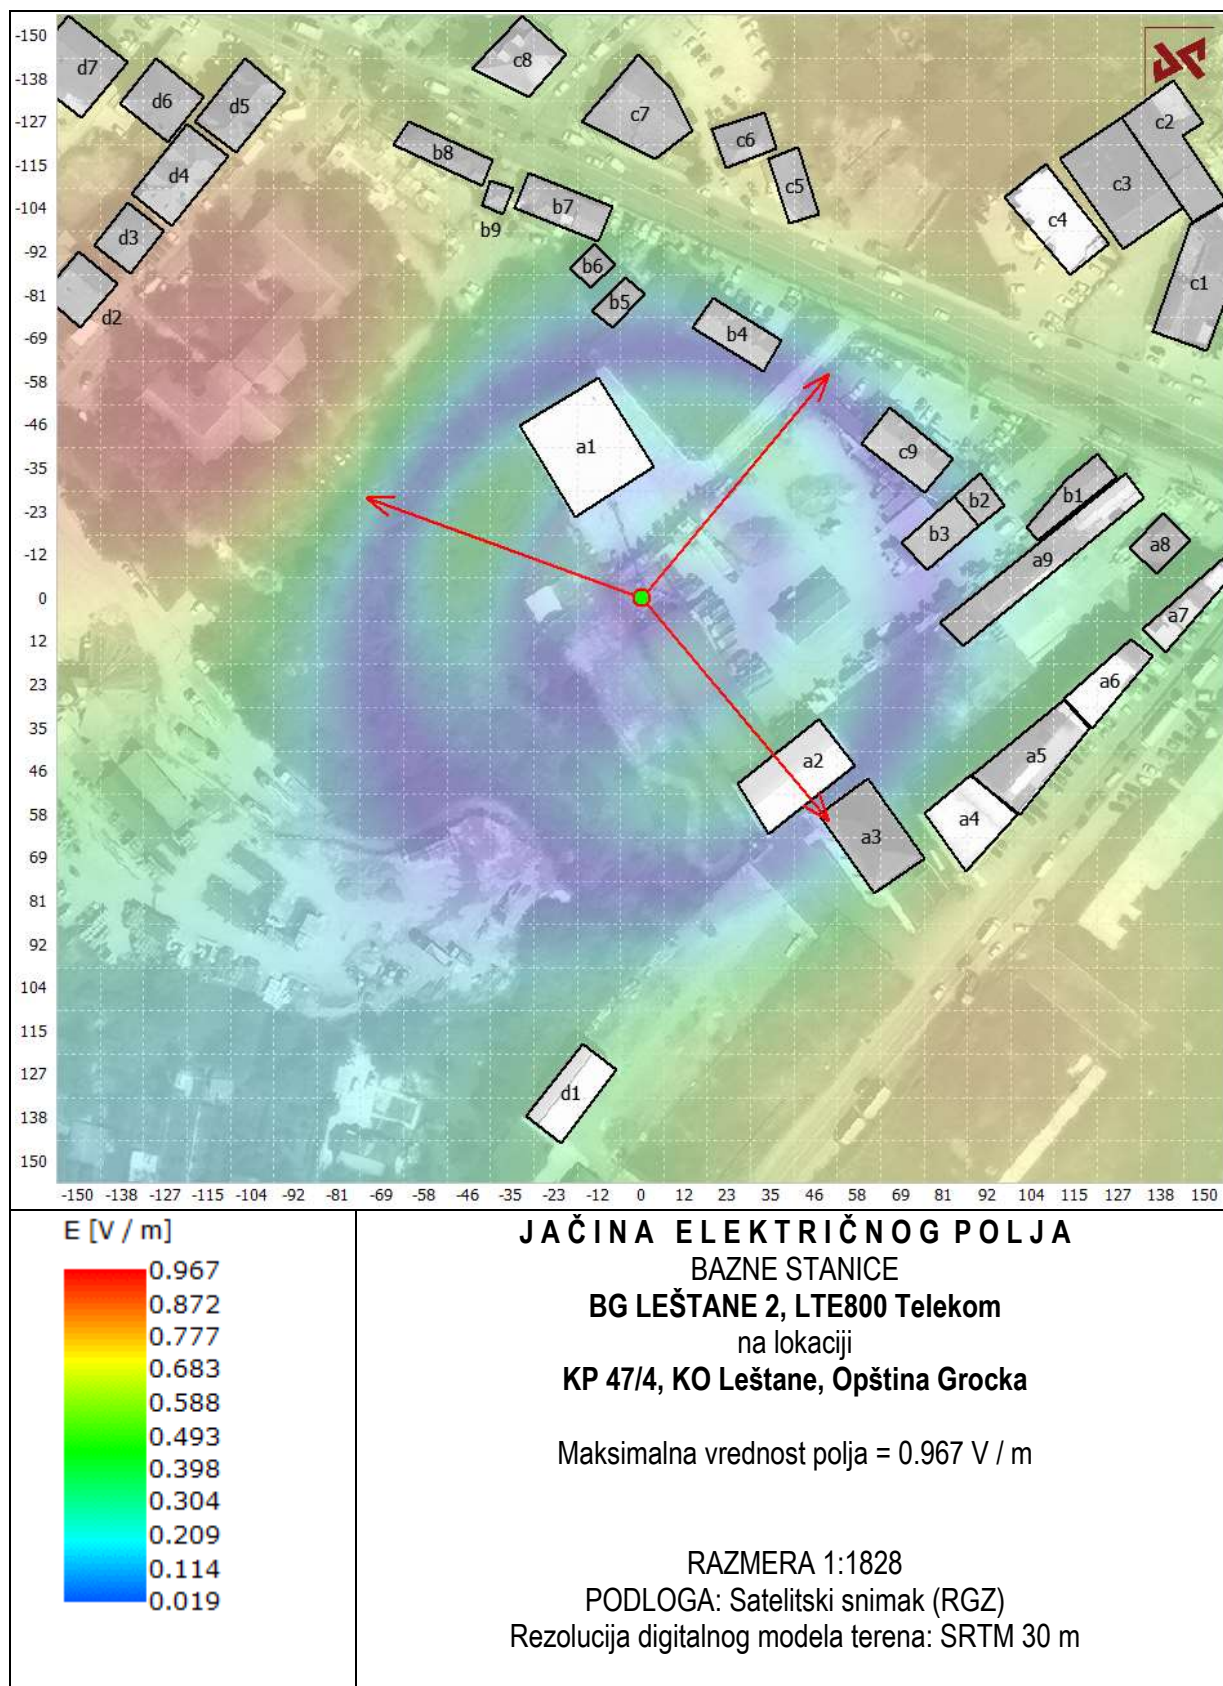 -150
-138
-127
-115
-104
-92
-81
-69
-58
-46
-35
-23
-12
0
12
23
35
46
58
69
81
92
104
115
127
138
150
d7
d6
d5
d4
d3
d2
c8
c7
c6
c5
b8
b9
b7
b6
b5
b4
c2
c3
c4
c1
a1
c9
b2
b3
b1
a9
a8
a7
a6
a5
a4
a2
a3
d1
-150 -138 -127 -115 -104 -92 -81 -69 -58 -46 -35 -23 -12 0 12 23 35 46 58 69 81 92 104 115 127 138 150
E [V / m]
0.967
0.872
0.777
0.683
0.588
0.493
0.398
0.304
0.209
0.114
0.019
JAČINA ELEKTRIČNOG POLJA
BAZNE STANICE
BG LEŠTANE 2, LTE800 Telekom
na lokaciji
KP 47/4, KO Leštane, Opština Grocka
Maksimalna vrednost polja = 0.967 V / m
RAZMERA 1:1828
PODLOGA: Satelitski snimak (RGZ)
Rezolucija digitalnog modela terena: SRTM 30 m